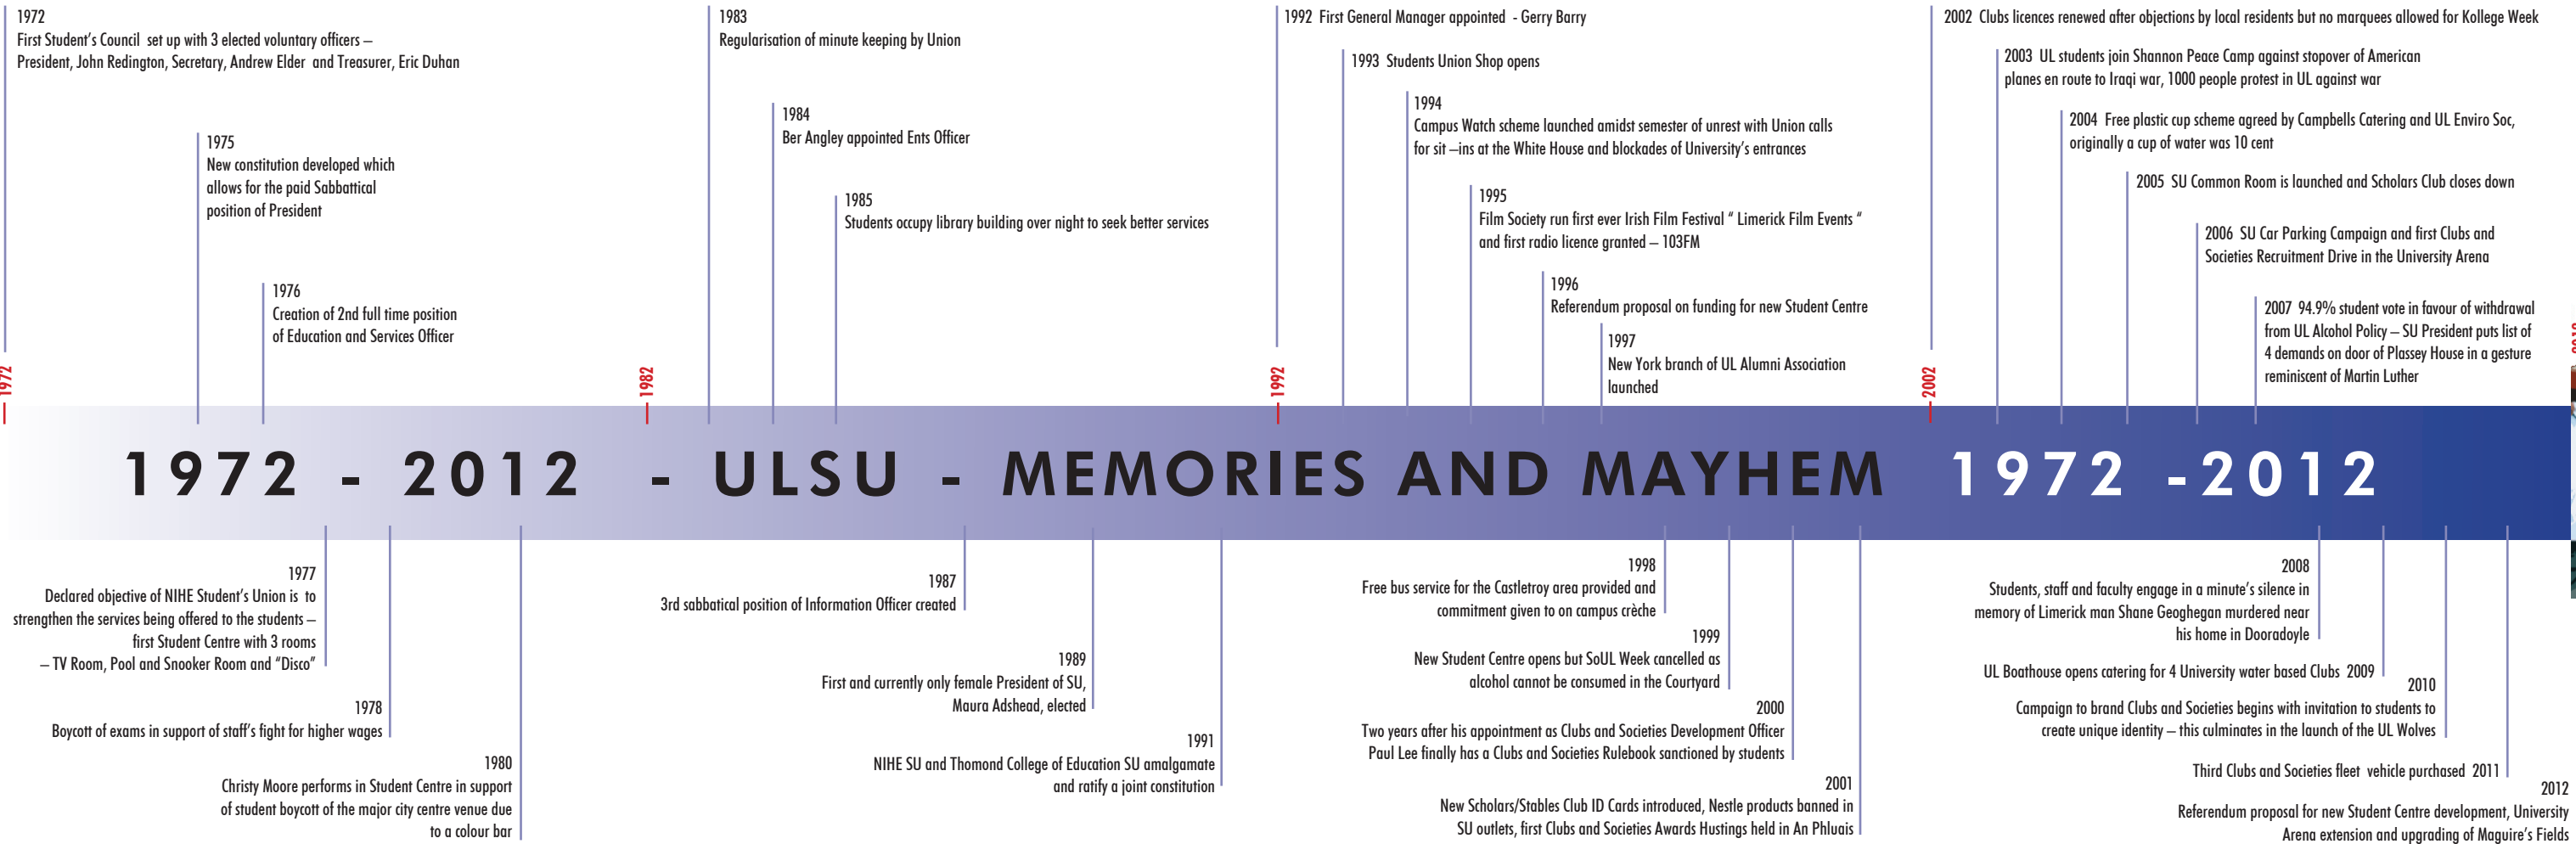 1972
First Student’s Council set up with 3 elected voluntary officers –
President, John Redington, Secretary, Andrew Elder and Treasurer, Eric Duhan
1975
New constitution developed which
allows for the paid Sabbattical
position of President
1976
Creation of 2nd full time position
of Education and Services Officer
1983
Regularisation of minute keeping by Union
1984
Ber Angley appointed Ents Officer
1985
Students occupy library building over night to seek better services
1992 First General Manager appointed - Gerry Barry
1993 Students Union Shop opens
1994
Campus Watch scheme launched amidst semester of unrest with Union calls
for sit –ins at the White House and blockades of University’s entrances
1995
Film Society run first ever Irish Film Festival “ Limerick Film Events “
and first radio licence granted – 103FM
1996
Referendum proposal on funding for new Student Centre
1997
New York branch of UL Alumni Association
launched
2002 Clubs licences renewed after objections by local residents but no marquees allowed for Kollege Week
2003 UL students join Shannon Peace Camp against stopover of American
planes en route to Iraqi war, 1000 people protest in UL against war
2004 Free plastic cup scheme agreed by Campbells Catering and UL Enviro Soc,
originally a cup of water was 10 cent
2005 SU Common Room is launched and Scholars Club closes down
2006 SU Car Parking Campaign and first Clubs and
Societies Recruitment Drive in the University Arena
2007 94.9% student vote in favour of withdrawal
from UL Alcohol Policy – SU President puts list of
4 demands on door of Plassey House in a gesture
reminiscent of Martin Luther
1972
1982
1992
2002
1972 - 2012 - ULSU - MEMORIES AND MAYHEM 1972 -2012
1977
Declared objective of NIHE Student’s Union is to
strengthen the services being offered to the students –
first Student Centre with 3 rooms
– TV Room, Pool and Snooker Room and “Disco”
1978
Boycott of exams in support of staff’s fight for higher wages
1980
Christy Moore performs in Student Centre in support
of student boycott of the major city centre venue due
to a colour bar
1987
3rd sabbatical position of Information Officer created
1989
First and currently only female President of SU,
Maura Adshead, elected
1991
NIHE SU and Thomond College of Education SU amalgamate
and ratify a joint constitution
1998
Free bus service for the Castletroy area provided and
commitment given to on campus crèche
1999
New Student Centre opens but SoUL Week cancelled as
alcohol cannot be consumed in the Courtyard
2000
Two years after his appointment as Clubs and Societies Development Officer
Paul Lee finally has a Clubs and Societies Rulebook sanctioned by students
2001
New Scholars/Stables Club ID Cards introduced, Nestle products banned in
SU outlets, first Clubs and Societies Awards Hustings held in An Phluais
2008
Students, staff and faculty engage in a minute’s silence in
memory of Limerick man Shane Geoghegan murdered near
his home in Dooradoyle
UL Boathouse opens catering for 4 University water based Clubs 2009
2010
Campaign to brand Clubs and Societies begins with invitation to students to
create unique identity – this culminates in the launch of the UL Wolves
Third Clubs and Societies fleet vehicle purchased 2011
2012
Referendum proposal for new Student Centre development, University
Arena extension and upgrading of Maguire’s Fields